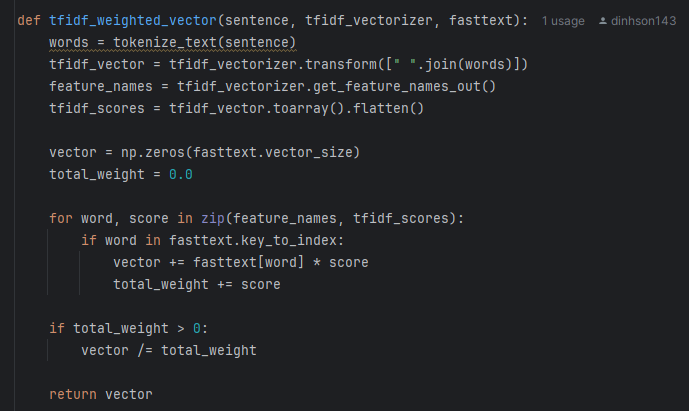 def tfidf_weighted_vector(sentence, tfidf_vectorizer, fasttext): 1 usage dinhson143
    words = tokenize_text(sentence)
    tfidf_vector = tfidf_vectorizer.transform([" ".join(words)])
    feature_names = tfidf_vectorizer.get_feature_names_out()
    tfidf_scores = tfidf_vector.toarray().flatten()

    vector = np.zeros(fasttext.vector_size)
    total_weight = 0.0

    for word, score in zip(feature_names, tfidf_scores):
        if word in fasttext.key_to_index:
            vector += fasttext[word] * score
            total_weight += score

    if total_weight > 0:
        vector /= total_weight

    return vector